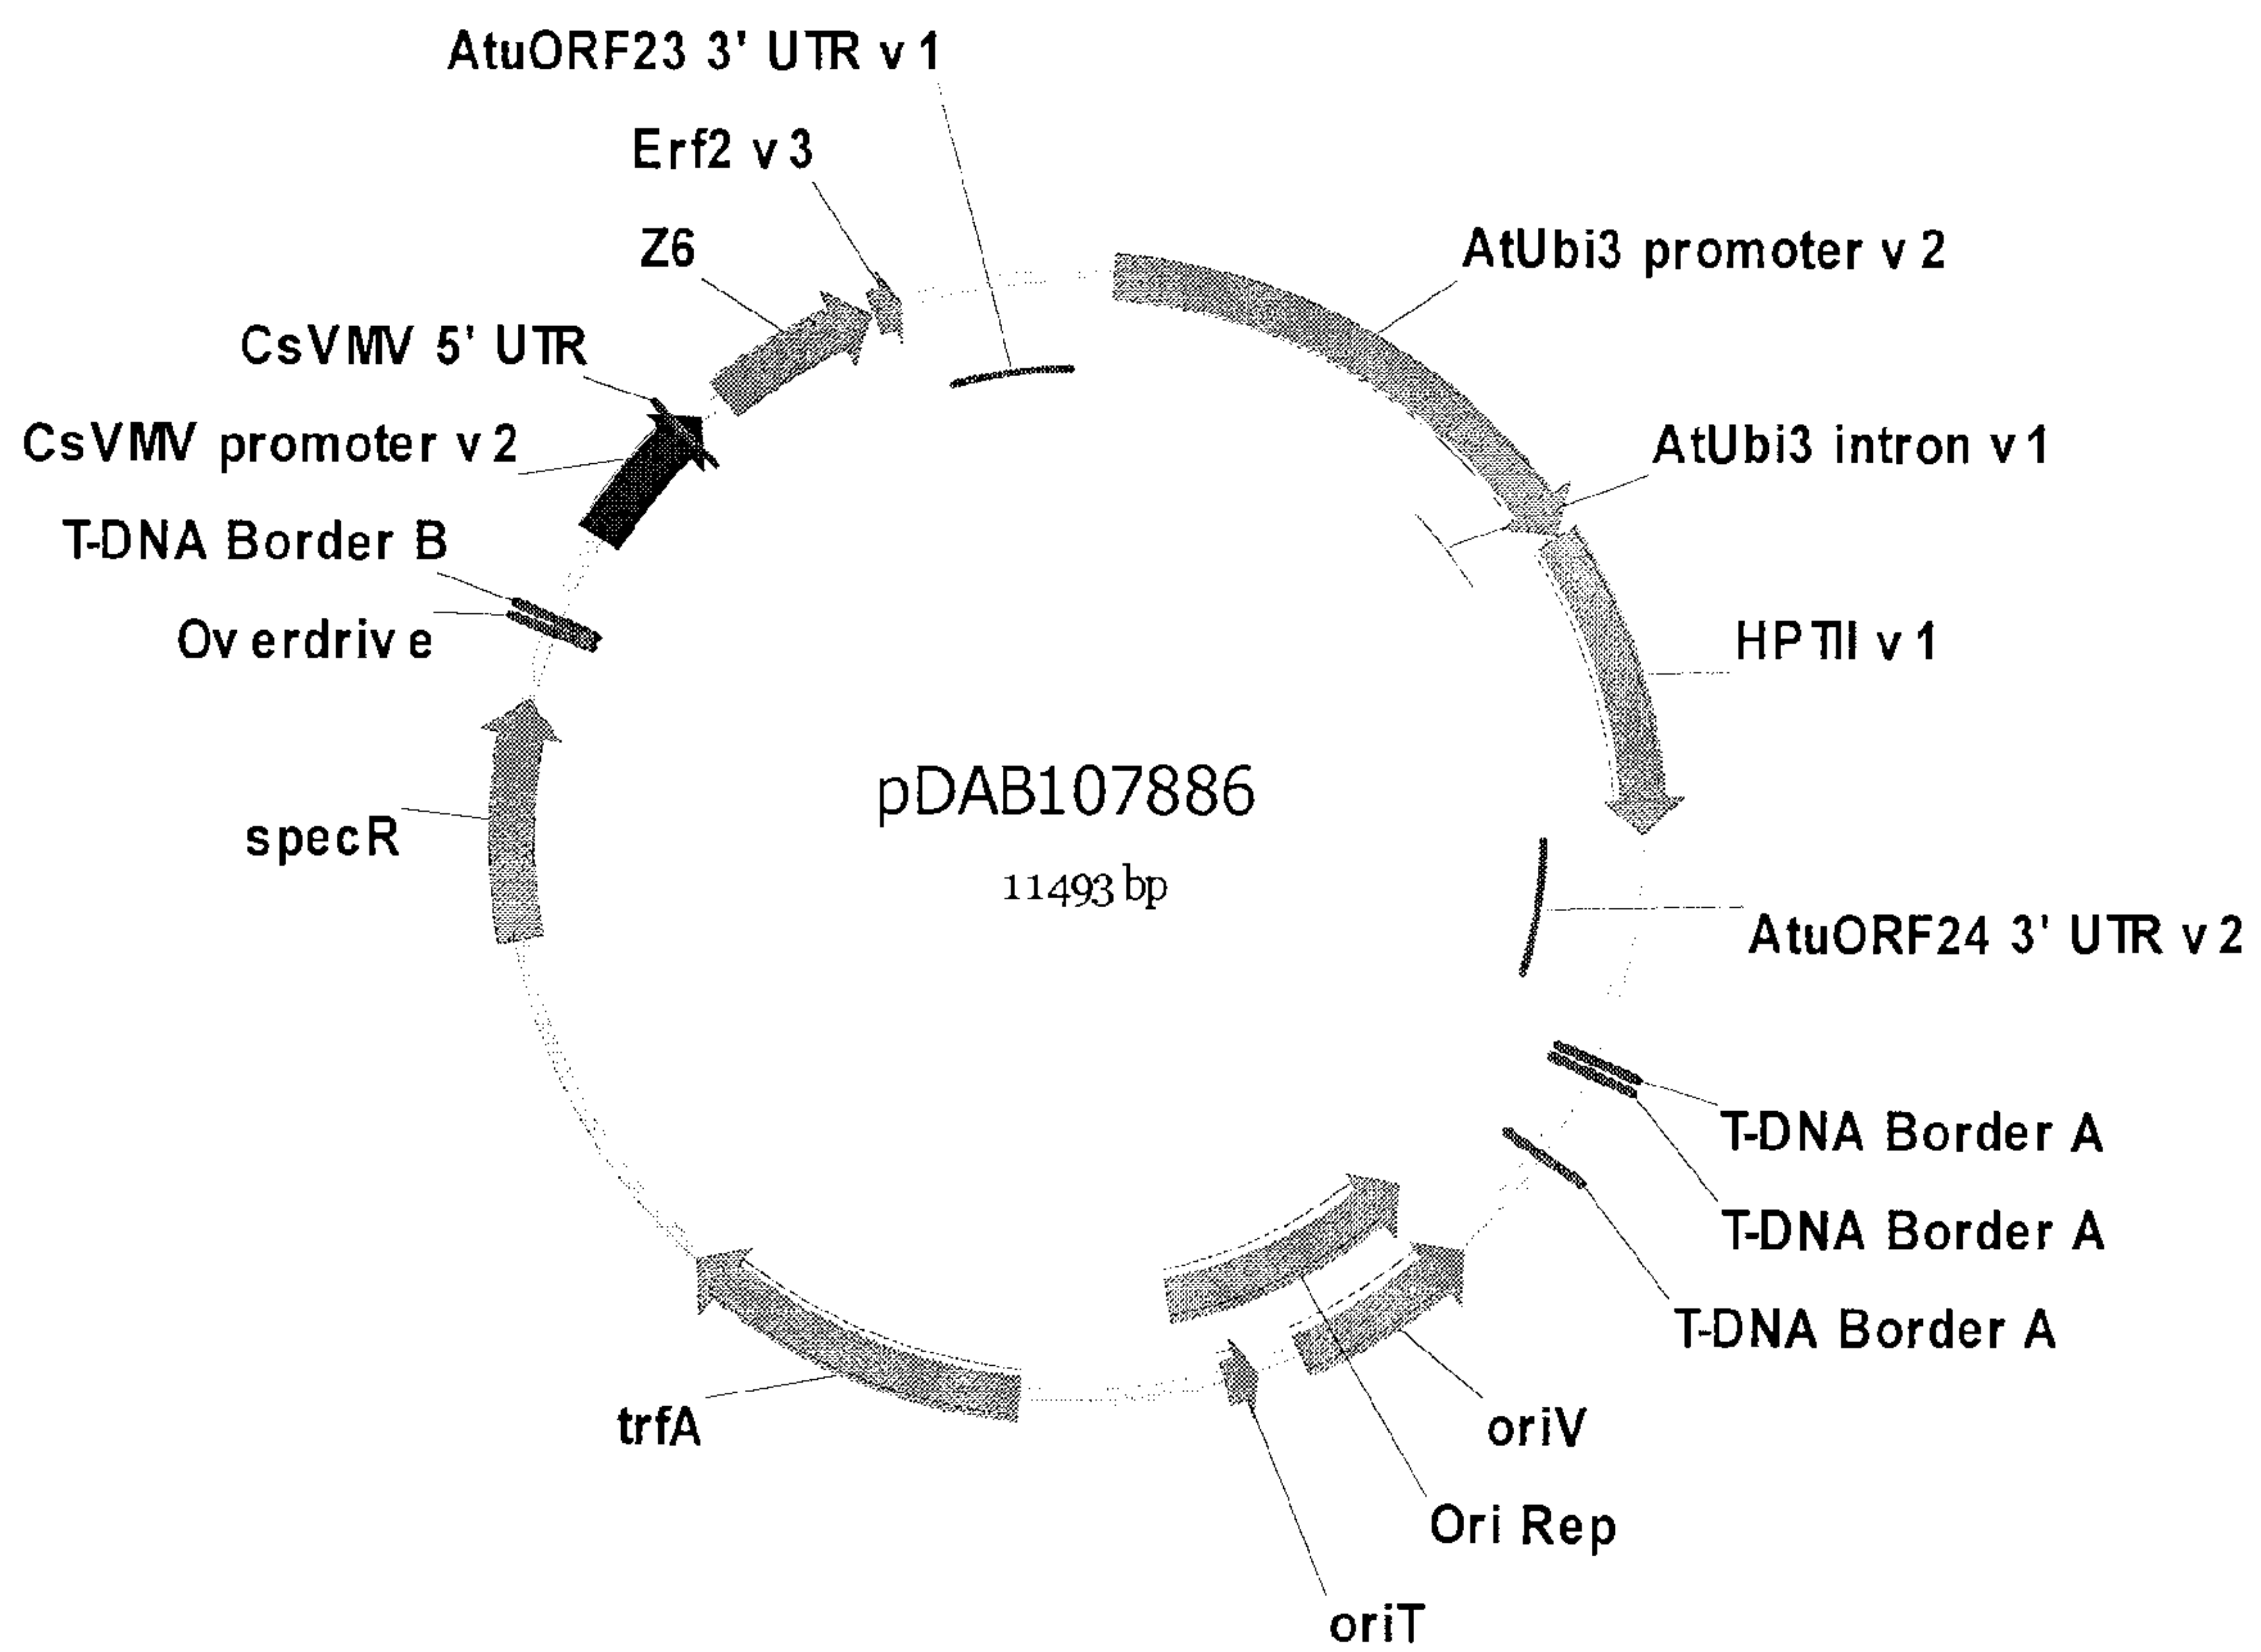 AtuORF23 3' UTR v1
Erf2 v3
Z6
AtUbi3 promoter v2
CsVMV 5' UTR
CsVMV promoter v2
AtUbi3 intron v1
T-DNA Border B
Overdrive
HPTII v1
specR
pDAB107886
11493 bp
AtuORF24 3' UTR v2
T-DNA Border A
T-DNA Border A
T-DNA Border A
trfA
oriV
Ori Rep
oriT